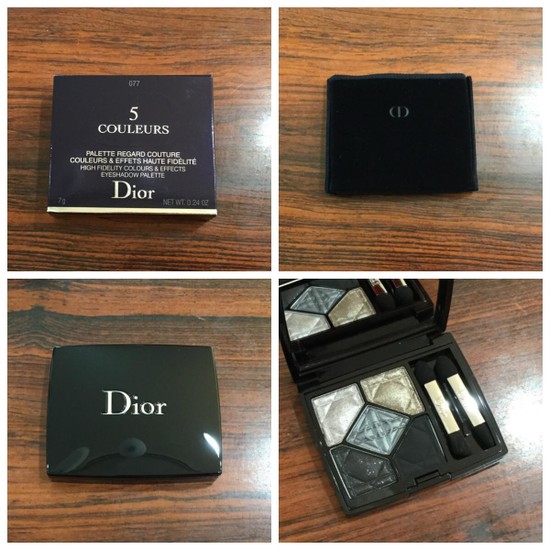 077
5
COULEURS
PALETTE REGARD COUTURE
COULEURS & EFFETS HAUTE FIDÉLITÉ
HIGH FIDELITY COLOURS & EFFECTS
EYESHADOW PALETTE
Dior
7g NET WT. 0.24 OZ
CD
Dior